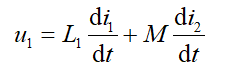 u₁ = L₁ di₁/dt + M di₂/dt